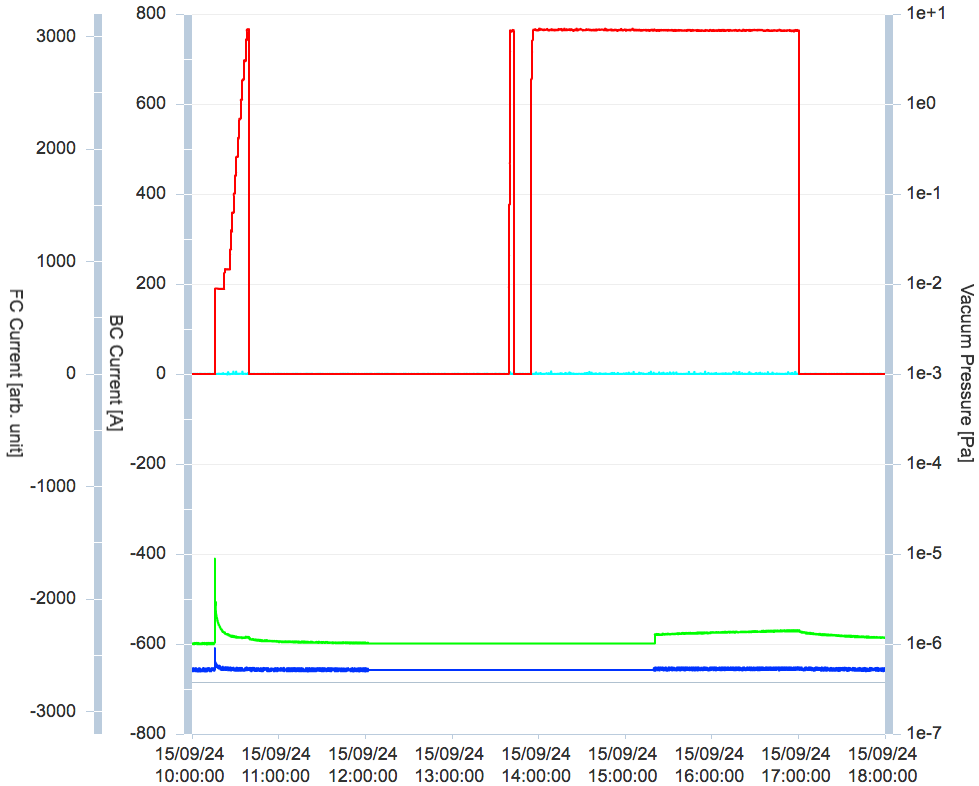 FC Current [arb. unit]
3000
2000
1000
0
-1000
-2000
-3000
BC Current [A]
800
600
400
200
0
-200
-400
-600
-800
1e+1
1e0
1e-1
1e-2
1e-3
1e-4
1e-5
1e-6
1e-7
Vacuum Pressure [Pa]
15/09/24 15/09/24 15/09/24 15/09/24 15/09/24 15/09/24 15/09/24 15/09/24 15/09/24
10:00:00 11:00:00 12:00:00 13:00:00 14:00:00 15:00:00 16:00:00 17:00:00 18:00:00